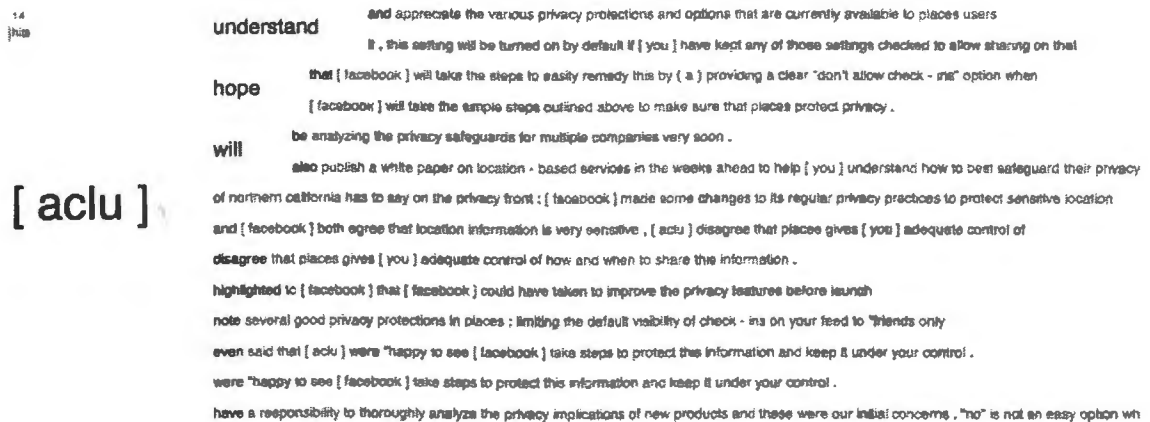 14
hits
understand
and appreciate the various privacy protections and options that are currently available to places users
it , this setting will be turned on by default if [ you ] have kept any of those settings checked to allow sharing on that
hope
that [ facebook ] will take the steps to easily remedy this by ( a ) providing a clear "don't allow check - ins" option when
[ facebook ] will take the simple steps outlined above to make sure that places protect privacy .
will
be analyzing the privacy safeguards for multiple companies very soon .
also publish a white paper on location - based services in the weeks ahead to help [ you ] understand how to best safeguard their privacy
[ aclu ]
of northern california has to say on the privacy front ; [ facebook ] made some changes to its regular privacy practices to protect sensitive location
and [ facebook ] both agree that location information is very sensitive , [ aclu ] disagree that places gives [ you ] adequate control of
disagree that places gives [ you ] adequate control of how and when to share this information .
highlighted to [ facebook ] that [ facebook ] could have taken to improve the privacy features before launch
note several good privacy protections in places : limiting the default visibility of check - ins on your feed to "friends only
even said that [ aclu ] were "happy to see [ facebook ] take steps to protect this information and keep it under your control .
were "happy to see [ facebook ] take steps to protect this information and keep it under your control .
have a responsibility to thoroughly analyze the privacy implications of new products and these were our initial concerns , "no" is not an easy option wh